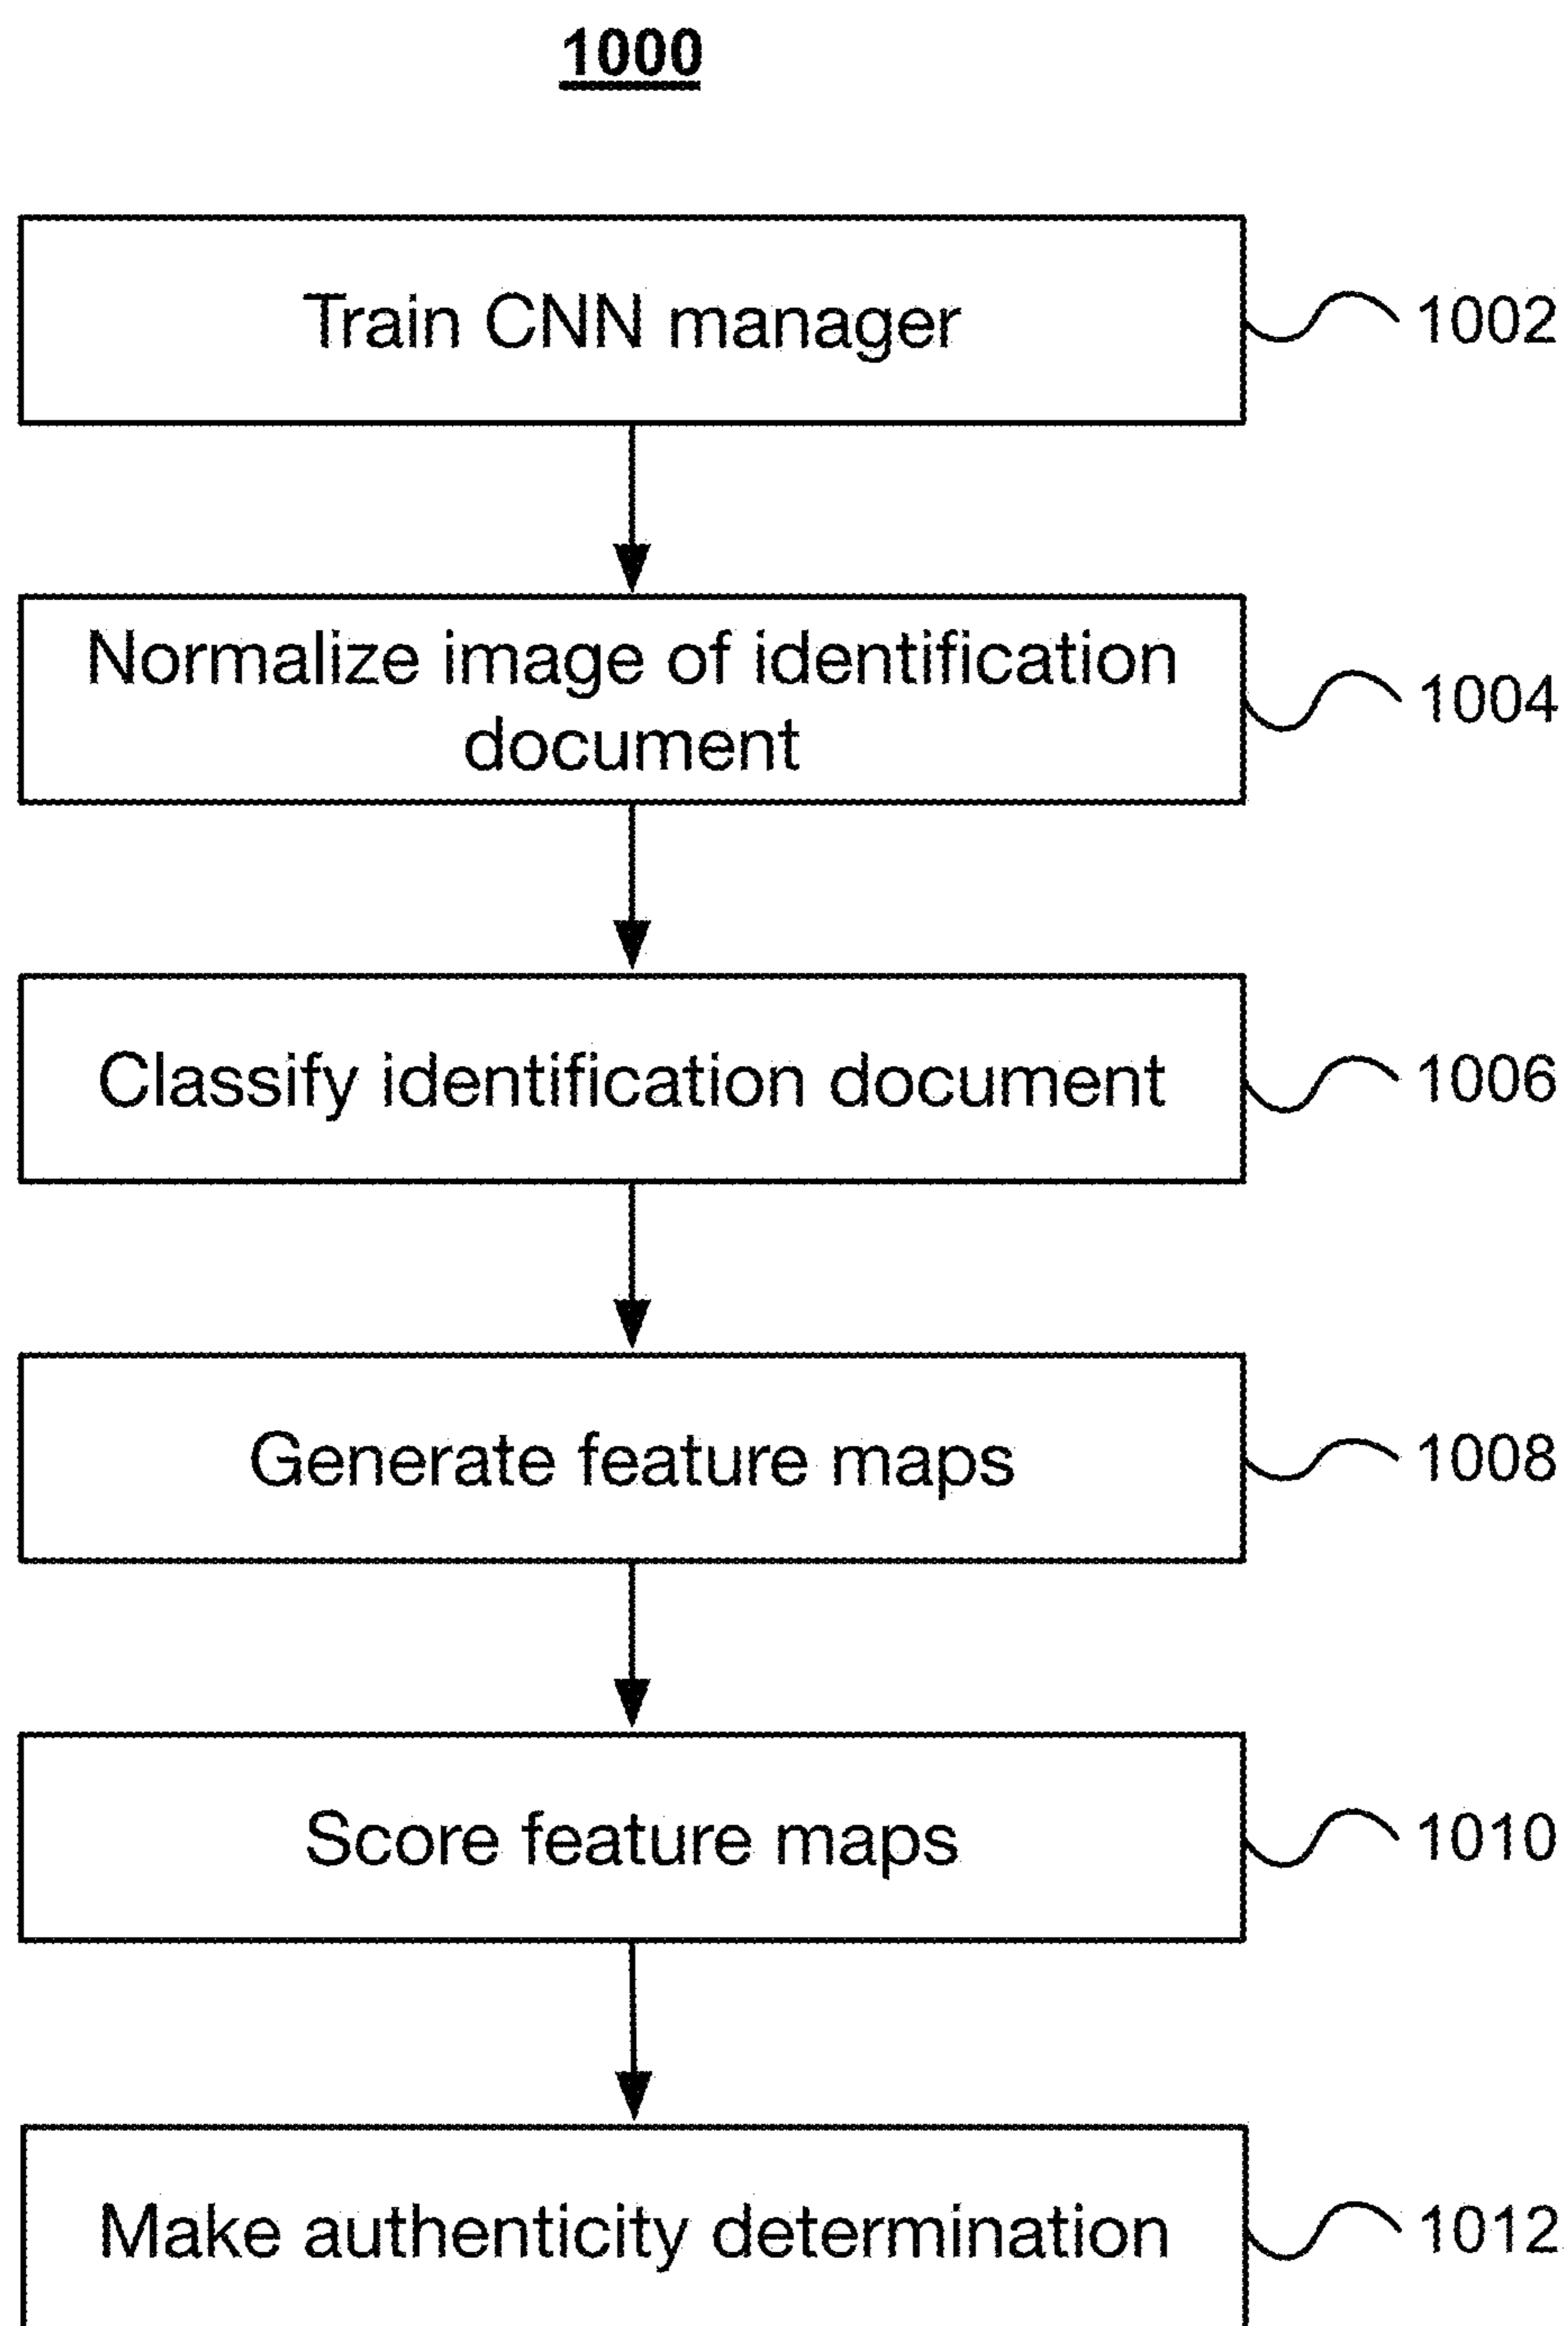 1000
Train CNN manager
1002
Normalize image of identification
document
1004
Classify identification document
1006
Generate feature maps
1008
Score feature maps
1010
Make authenticity determination
1012